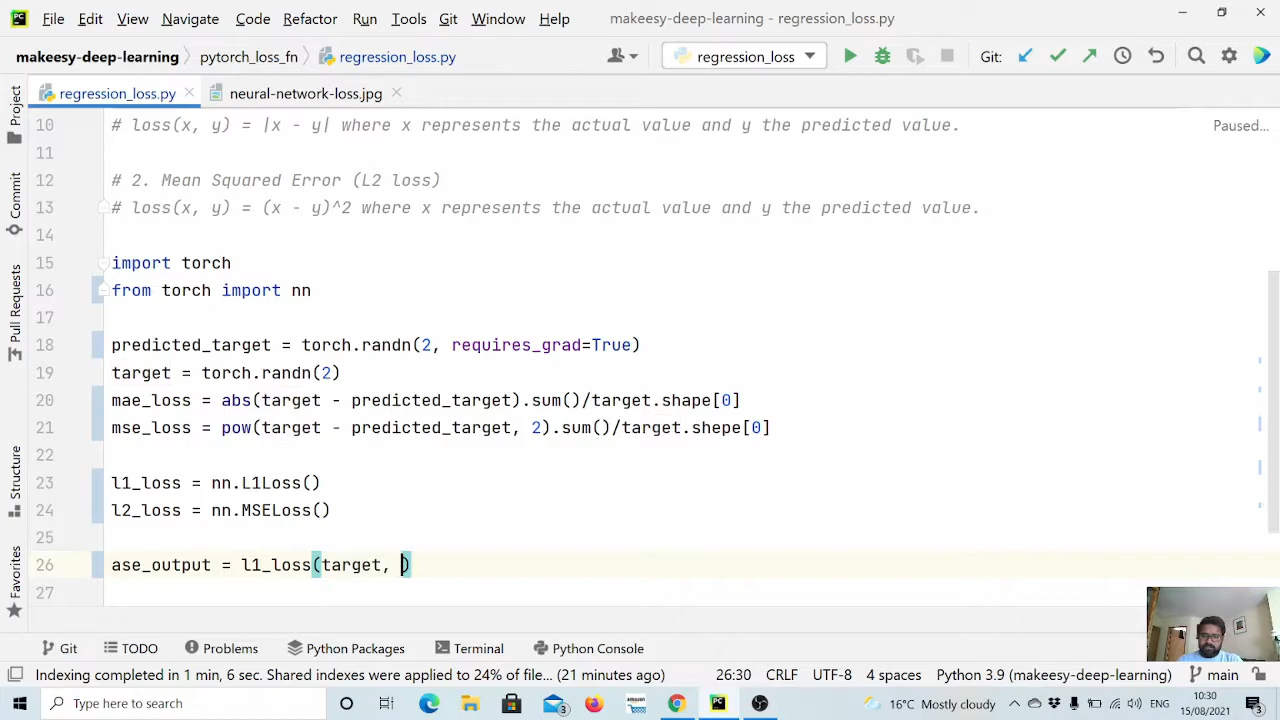 File Edit View Navigate Code Refactor Run Tools Git Window Help makeesy-deep-learning - regression_loss.py
makeesy-deep-learning pytorch_loss_fn regression_loss.py regression_loss Git:
regression_loss.py neural-network-loss.jpg
Project
Commit
Pull Requests
Structure
Favorites
Paused...
10 # loss(x, y) = |x - y| where x represents the actual value and y the predicted value.
11
12 # 2. Mean Squared Error (L2 loss)
13 # loss(x, y) = (x - y)^2 where x represents the actual value and y the predicted value.
14
15 import torch
16 from torch import nn
17
18 predicted_target = torch.randn(2, requires_grad=True)
19 target = torch.randn(2)
20 mae_loss = abs(target - predicted_target).sum()/target.shape[0]
21 mse_loss = pow(target - predicted_target, 2).sum()/target.shepe[0]
22
23 l1_loss = nn.L1Loss()
24 l2_loss = nn.MSELoss()
25
26 ase_output = l1_loss(target, )
27
Git TODO Problems Python Packages Terminal Python Console
Indexing completed in 1 min, 6 sec. Shared indexes were applied to 24% of file... (21 minutes ago) 26:30 CRLF UTF-8 4 spaces Python 3.9 (makeesy-deep-learning) main
Type here to search 16°C Mostly cloudy 10:30
15/08/2021